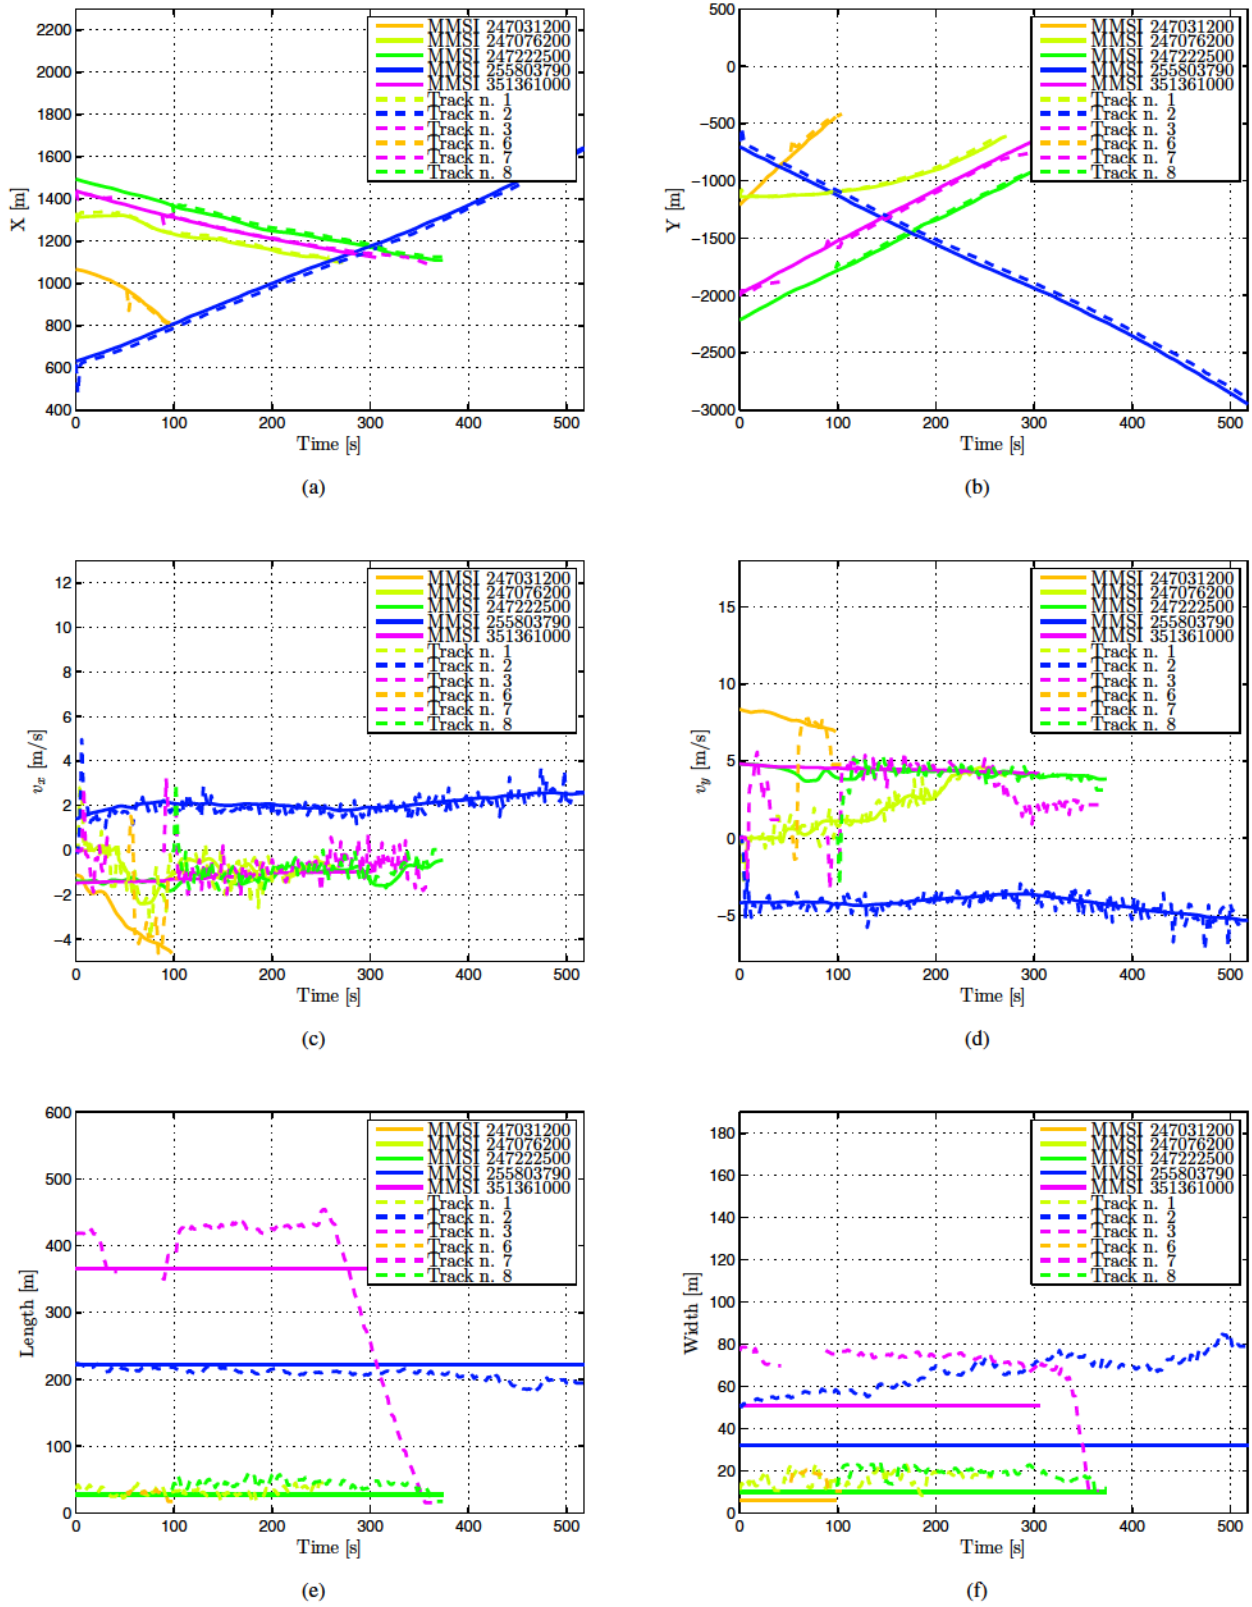 2200
2000
1800
1600
1400
1200
1000
800
600
400
X [m]
0 100 200 300 400 500
Time [s]
MMSI 247031200
MMSI 247076200
MMSI 247222500
MMSI 255803790
MMSI 351361000
Track n. 1
Track n. 2
Track n. 3
Track n. 6
Track n. 7
Track n. 8
(a)
500
0
−500
−1000
−1500
−2000
−2500
−3000
Y [m]
0 100 200 300 400 500
Time [s]
MMSI 247031200
MMSI 247076200
MMSI 247222500
MMSI 255803790
MMSI 351361000
Track n. 1
Track n. 2
Track n. 3
Track n. 6
Track n. 7
Track n. 8
(b)
12
10
8
6
4
2
0
−2
−4
vx [m/s]
0 100 200 300 400 500
Time [s]
MMSI 247031200
MMSI 247076200
MMSI 247222500
MMSI 255803790
MMSI 351361000
Track n. 1
Track n. 2
Track n. 3
Track n. 6
Track n. 7
Track n. 8
(c)
15
10
5
0
−5
vy [m/s]
0 100 200 300 400 500
Time [s]
MMSI 247031200
MMSI 247076200
MMSI 247222500
MMSI 255803790
MMSI 351361000
Track n. 1
Track n. 2
Track n. 3
Track n. 6
Track n. 7
Track n. 8
(d)
600
500
400
300
200
100
0
Length [m]
0 100 200 300 400 500
Time [s]
MMSI 247031200
MMSI 247076200
MMSI 247222500
MMSI 255803790
MMSI 351361000
Track n. 1
Track n. 2
Track n. 3
Track n. 6
Track n. 7
Track n. 8
(e)
180
160
140
120
100
80
60
40
20
0
Width [m]
0 100 200 300 400 500
Time [s]
MMSI 247031200
MMSI 247076200
MMSI 247222500
MMSI 255803790
MMSI 351361000
Track n. 1
Track n. 2
Track n. 3
Track n. 6
Track n. 7
Track n. 8
(f)